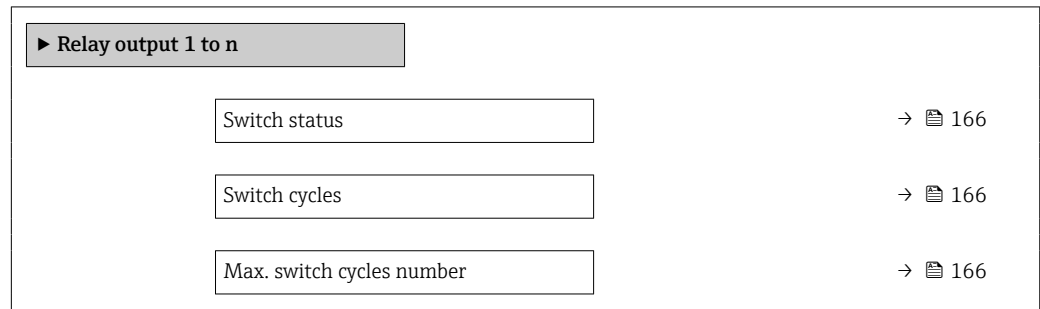 ▶ Relay output 1 to n
Switch status → 166
Switch cycles → 166
Max. switch cycles number → 166